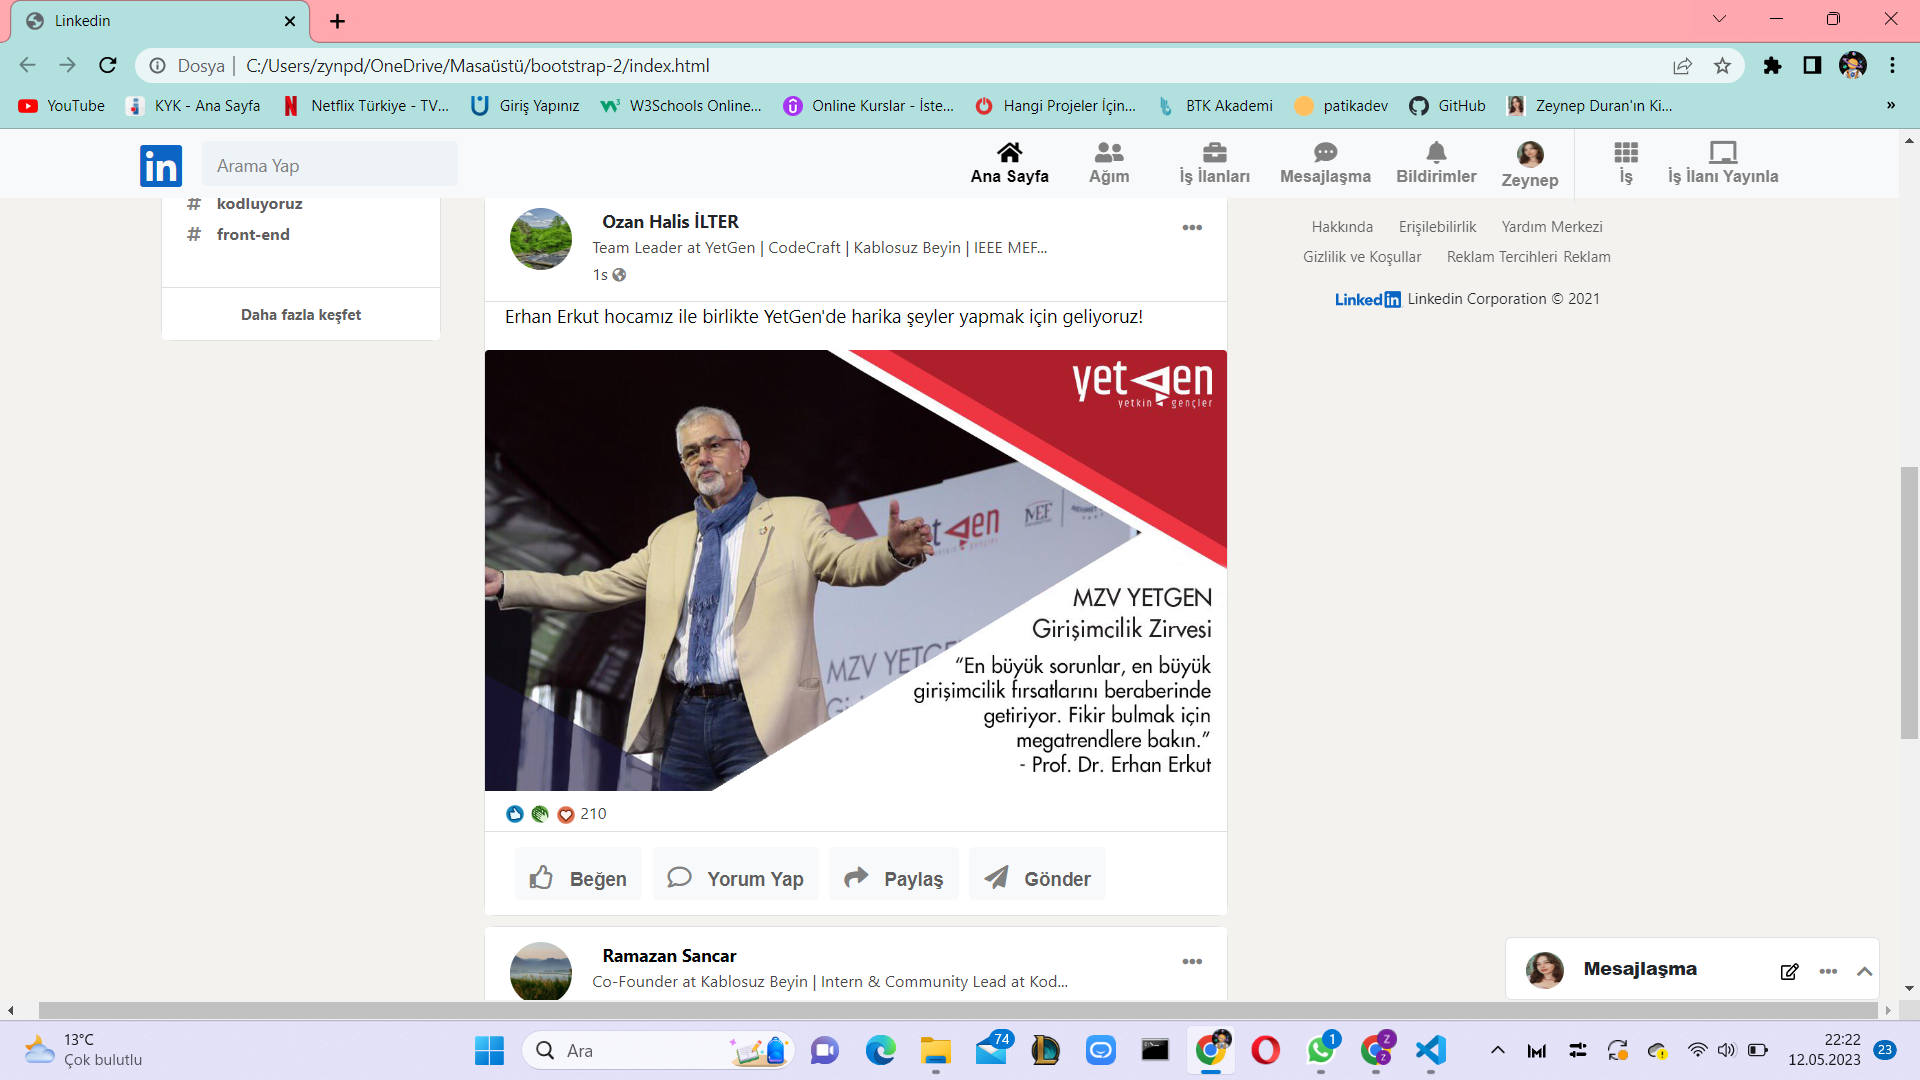 Linkedin
Dosya | C:/Users/zynpd/OneDrive/Masaüstü/bootstrap-2/index.html
YouTube KYK - Ana Sayfa Netflix Türkiye - TV... Giriş Yapınız W3Schools Online... Online Kurslar - İste... Hangi Projeler İçin... BTK Akademi patikadev GitHub Zeynep Duran'ın Ki... »
in Arama Yap Ana Sayfa Ağım İş İlanları Mesajlaşma Bildirimler Zeynep İş İş İlanı Yayınla
# kodluyoruz
# front-end
Daha fazla keşfet
Ozan Halis İLTER
Team Leader at YetGen | CodeCraft | Kablosuz Beyin | IEEE MEF...
1s
Erhan Erkut hocamız ile birlikte YetGen'de harika şeyler yapmak için geliyoruz!
yetgen
yetkin gençler
MEF
MZV YETGEN
Girişimcilik Zirvesi
“En büyük sorunlar, en büyük
girişimcilik fırsatlarını beraberinde
getiriyor. Fikir bulmak için
megatrendlere bakın.”
- Prof. Dr. Erhan Erkut
210
Beğen Yorum Yap Paylaş Gönder
Ramazan Sancar
Co-Founder at Kablosuz Beyin | Intern & Community Lead at Kod...
Hakkında Erişilebilirlik Yardım Merkezi
Gizlilik ve Koşullar Reklam Tercihleri Reklam
Linkedin Linkedin Corporation © 2021
Mesajlaşma
13°C
Çok bulutlu
Ara
74
1
Z
z
22:22
12.05.2023
23